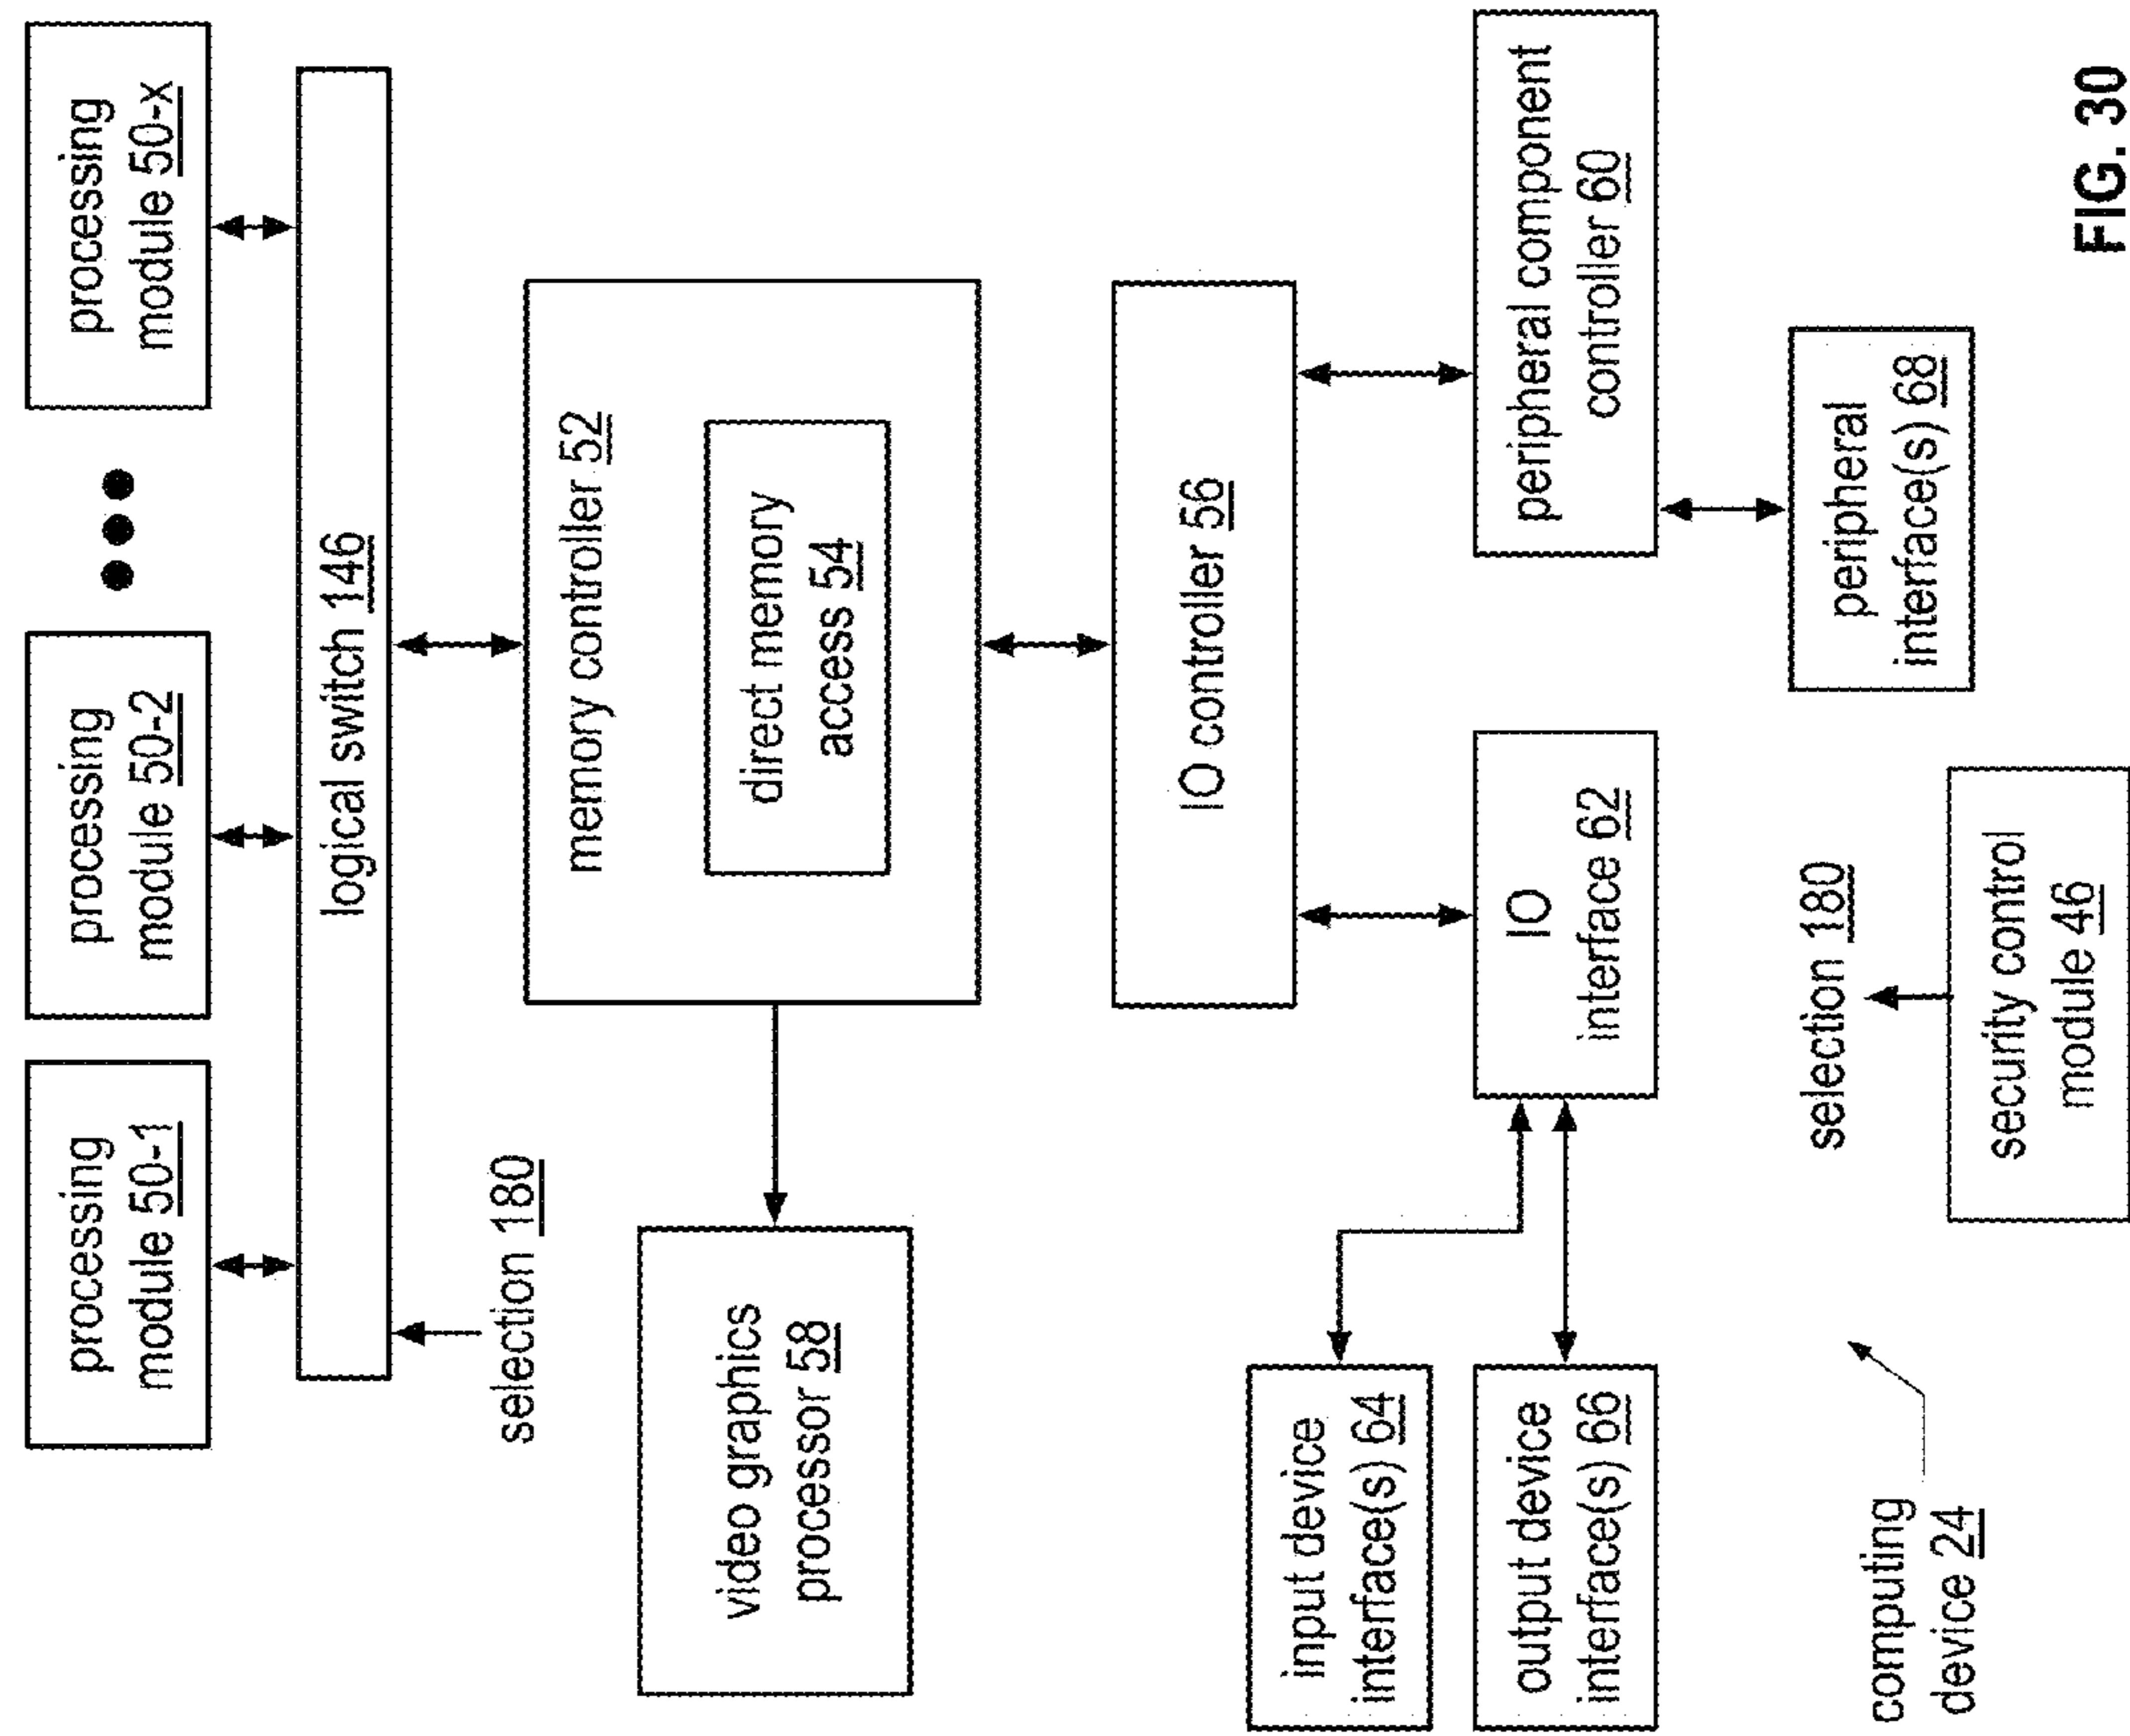 processing
module 50-1
processing
module 50-2
processing
module 50-x
logical switch 146
selection 180
memory controller 52
direct memory
access 54
video graphics
processor 58
IO controller 56
input device
interface(s) 64
output device
interface(s) 66
IO
interface 62
peripheral component
controller 60
peripheral
interface(s) 68
selection 180
security control
module 46
computing
device 24
FIG. 30